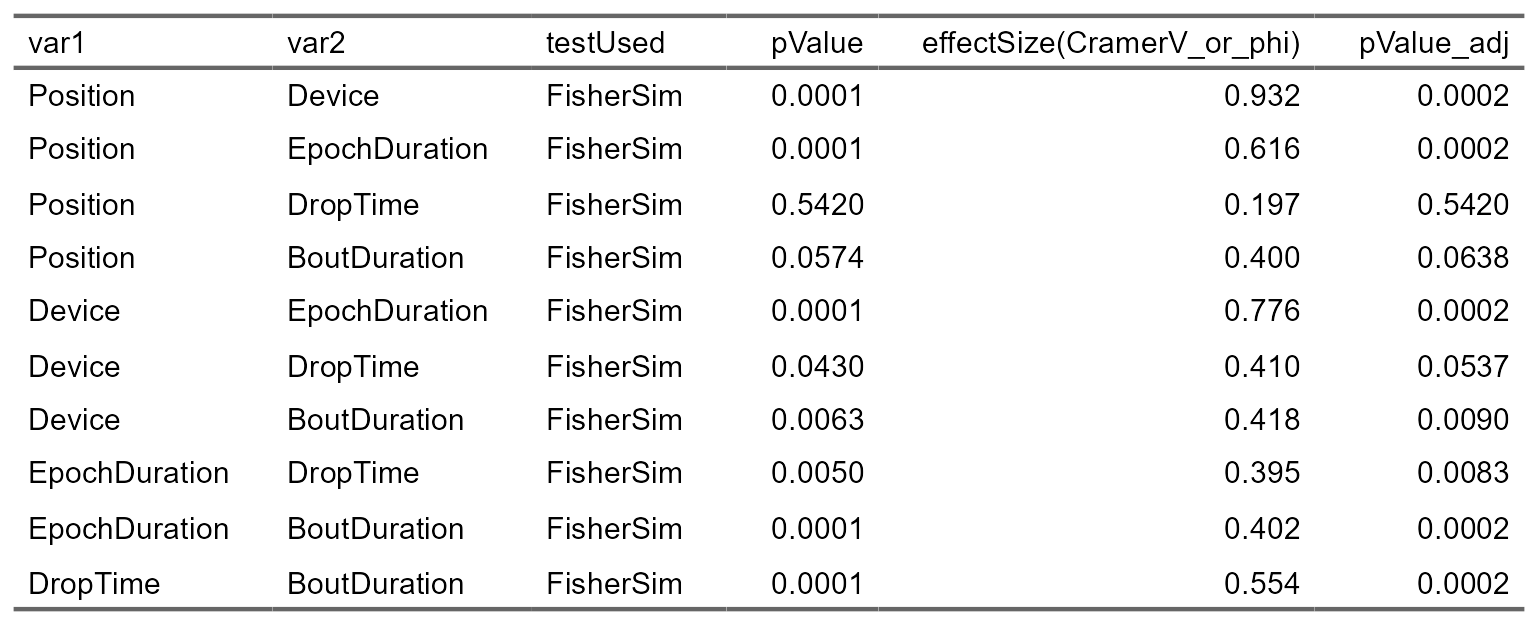 var1 var2 testUsed pValue effectSize(CramerV_or_phi) pValue_adj
Position Device FisherSim 0.0001 0.932 0.0002
Position EpochDuration FisherSim 0.0001 0.616 0.0002
Position DropTime FisherSim 0.5420 0.197 0.5420
Position BoutDuration FisherSim 0.0574 0.400 0.0638
Device EpochDuration FisherSim 0.0001 0.776 0.0002
Device DropTime FisherSim 0.0430 0.410 0.0537
Device BoutDuration FisherSim 0.0063 0.418 0.0090
EpochDuration DropTime FisherSim 0.0050 0.395 0.0083
EpochDuration BoutDuration FisherSim 0.0001 0.402 0.0002
DropTime BoutDuration FisherSim 0.0001 0.554 0.0002